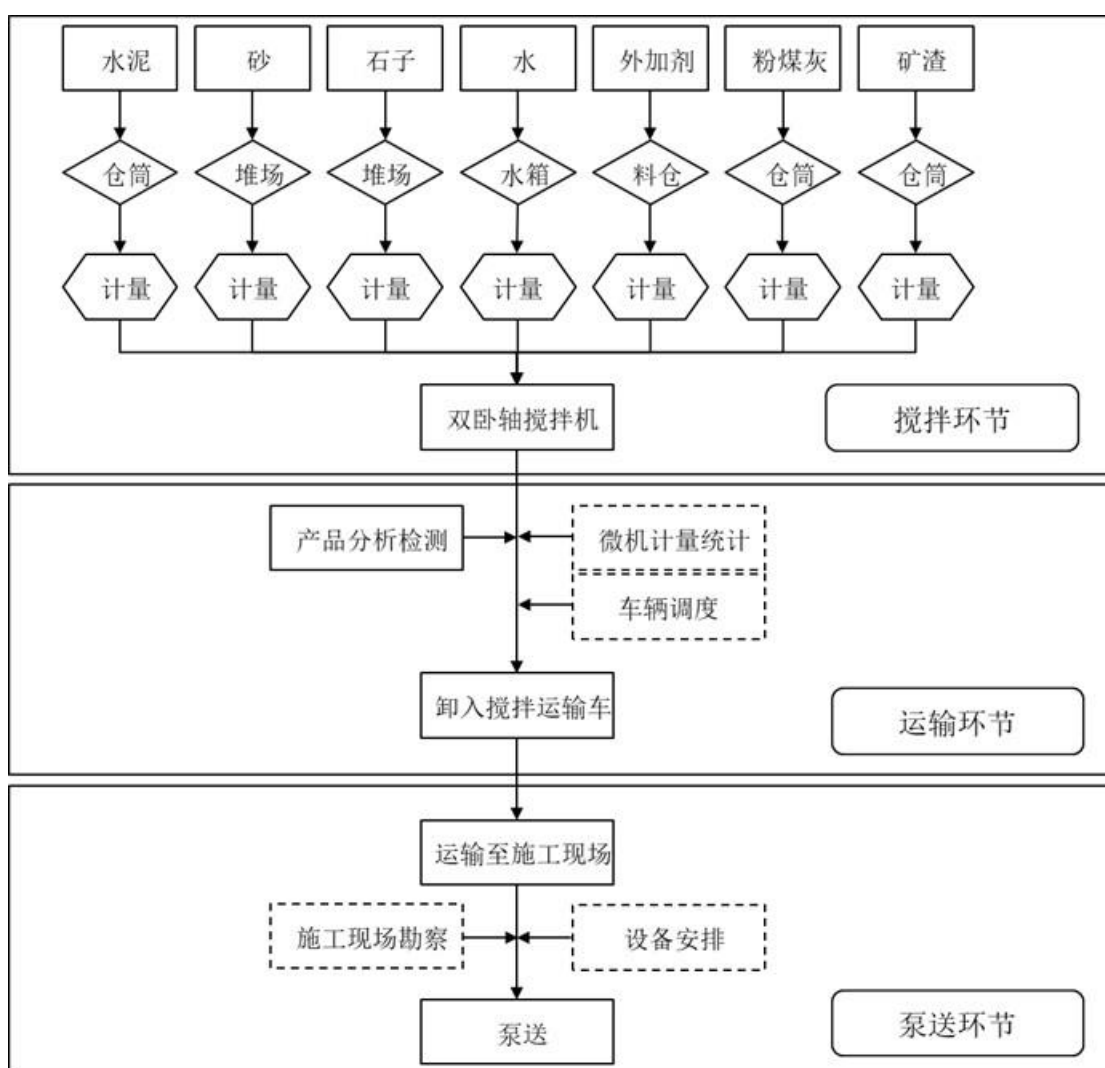 水泥
砂
石子
水
外加剂
粉煤灰
矿渣
仓筒
堆场
堆场
水箱
料仓
仓筒
仓筒
计量
计量
计量
计量
计量
计量
计量
双卧轴搅拌机
搅拌环节
产品分析检测
微机计量统计
车辆调度
卸入搅拌运输车
运输环节
运输至施工现场
施工现场勘察
设备安排
泵送
泵送环节